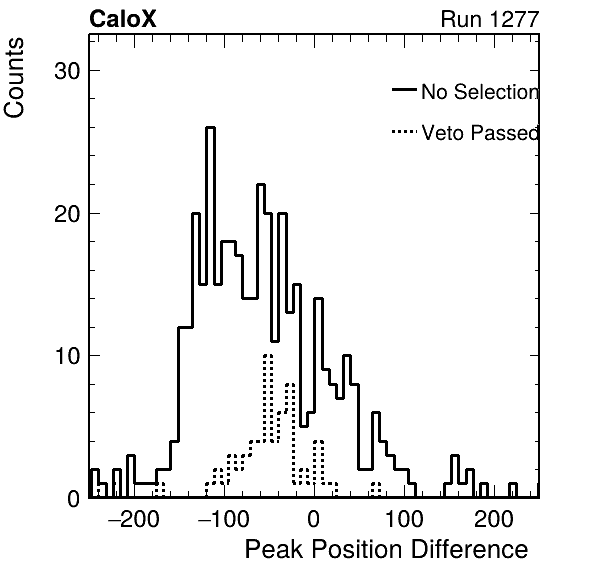 CaloX Run 1277
Counts
30
20
10
0
No Selection
Veto Passed
−200 −100 0 100 200
Peak Position Difference